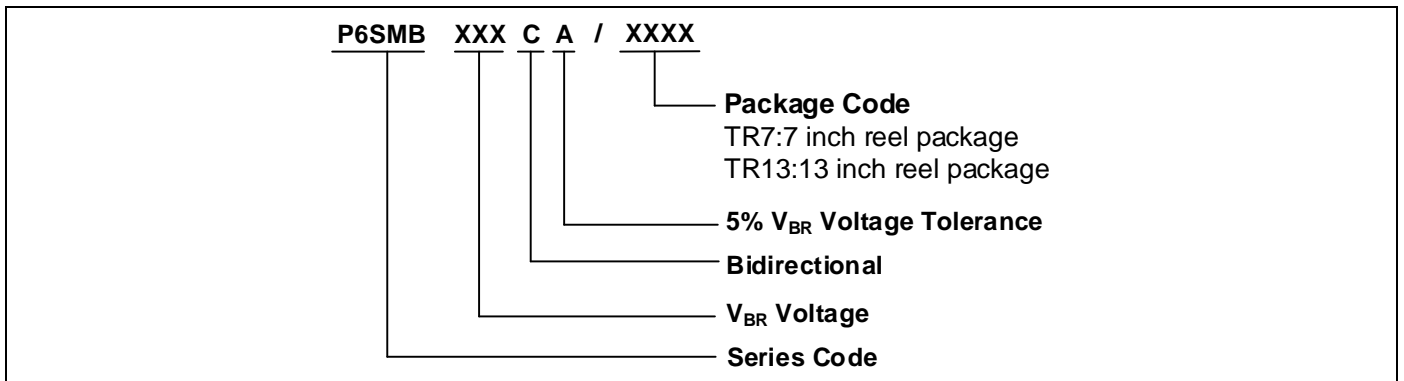 P6SMB XXX C A / XXXX
Package Code
TR7:7 inch reel package
TR13:13 inch reel package
5% VBR Voltage Tolerance
Bidirectional
VBR Voltage
Series Code